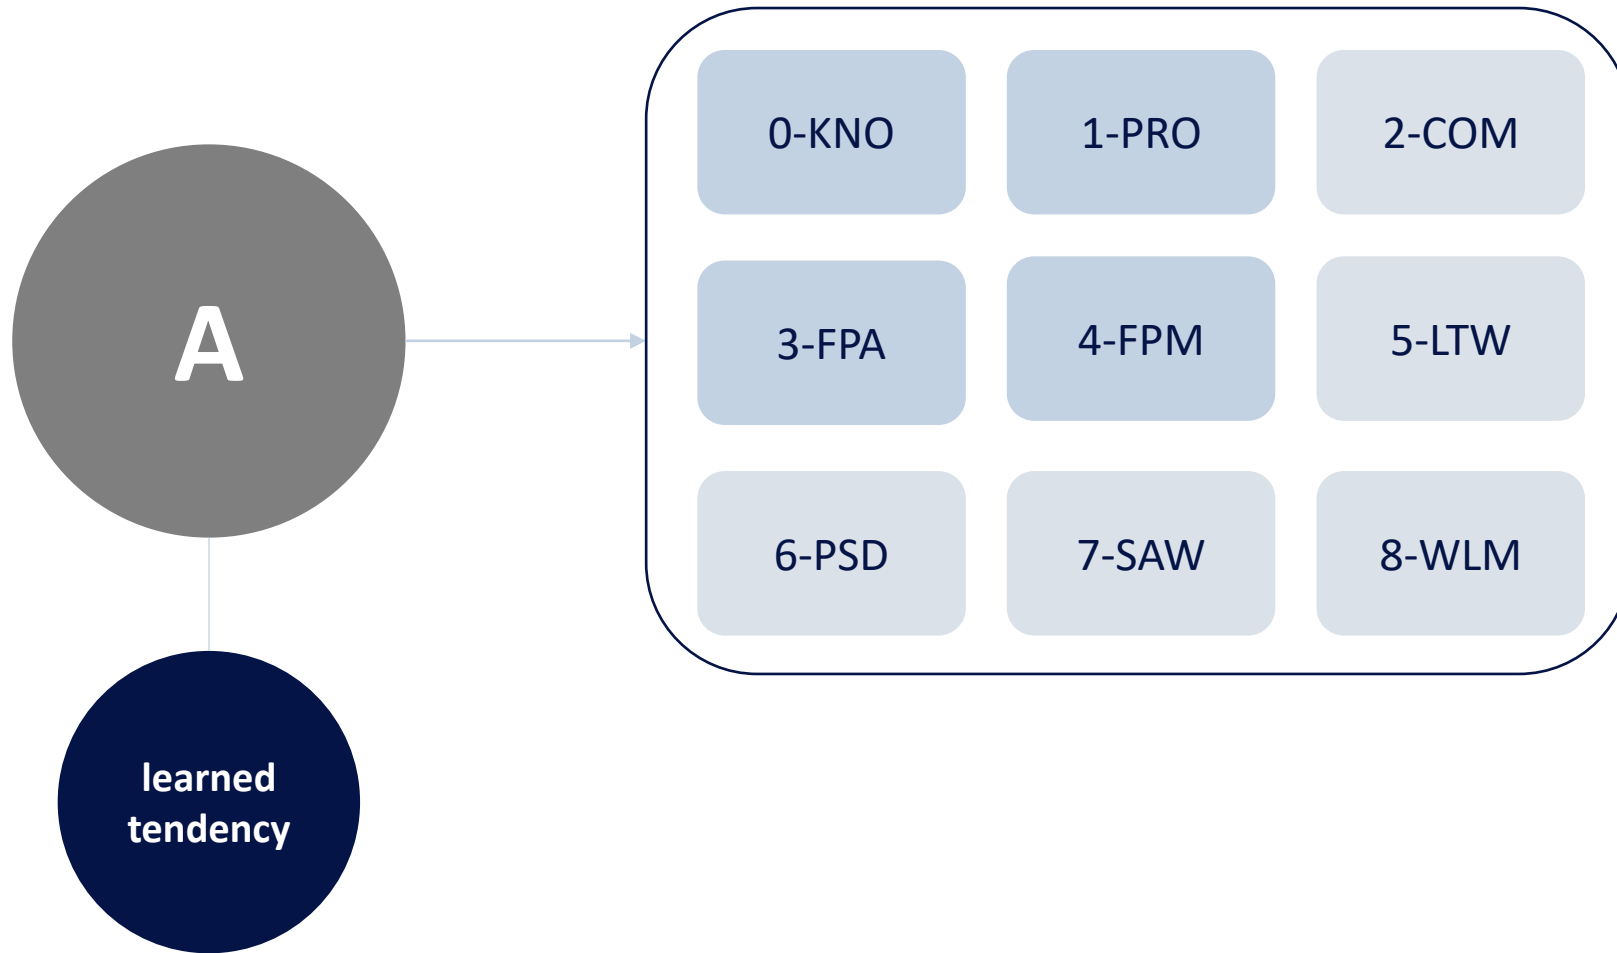 0-KNO
1-PRO
2-COM
A
3-FPA
4-FPM
5-LTW
6-PSD
7-SAW
8-WLM
learned
tendency